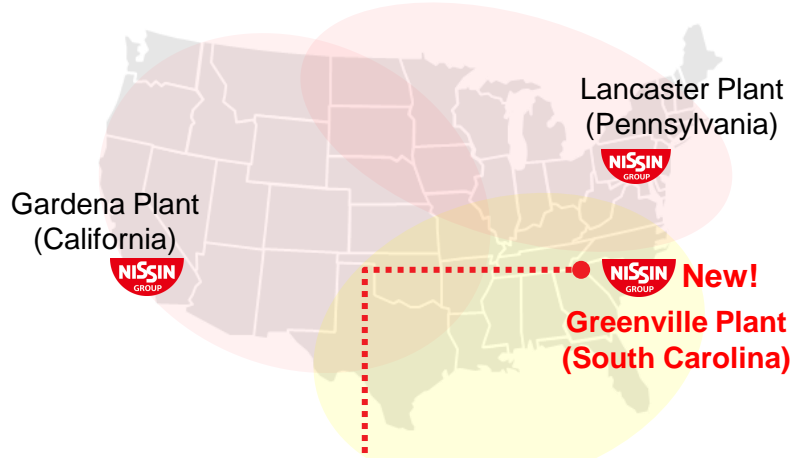 Lancaster Plant
(Pennsylvania)
NISSIN
GROUP
Gardena Plant
(California)
NISSIN
GROUP
NISSIN
GROUP
New!
Greenville Plant
(South Carolina)